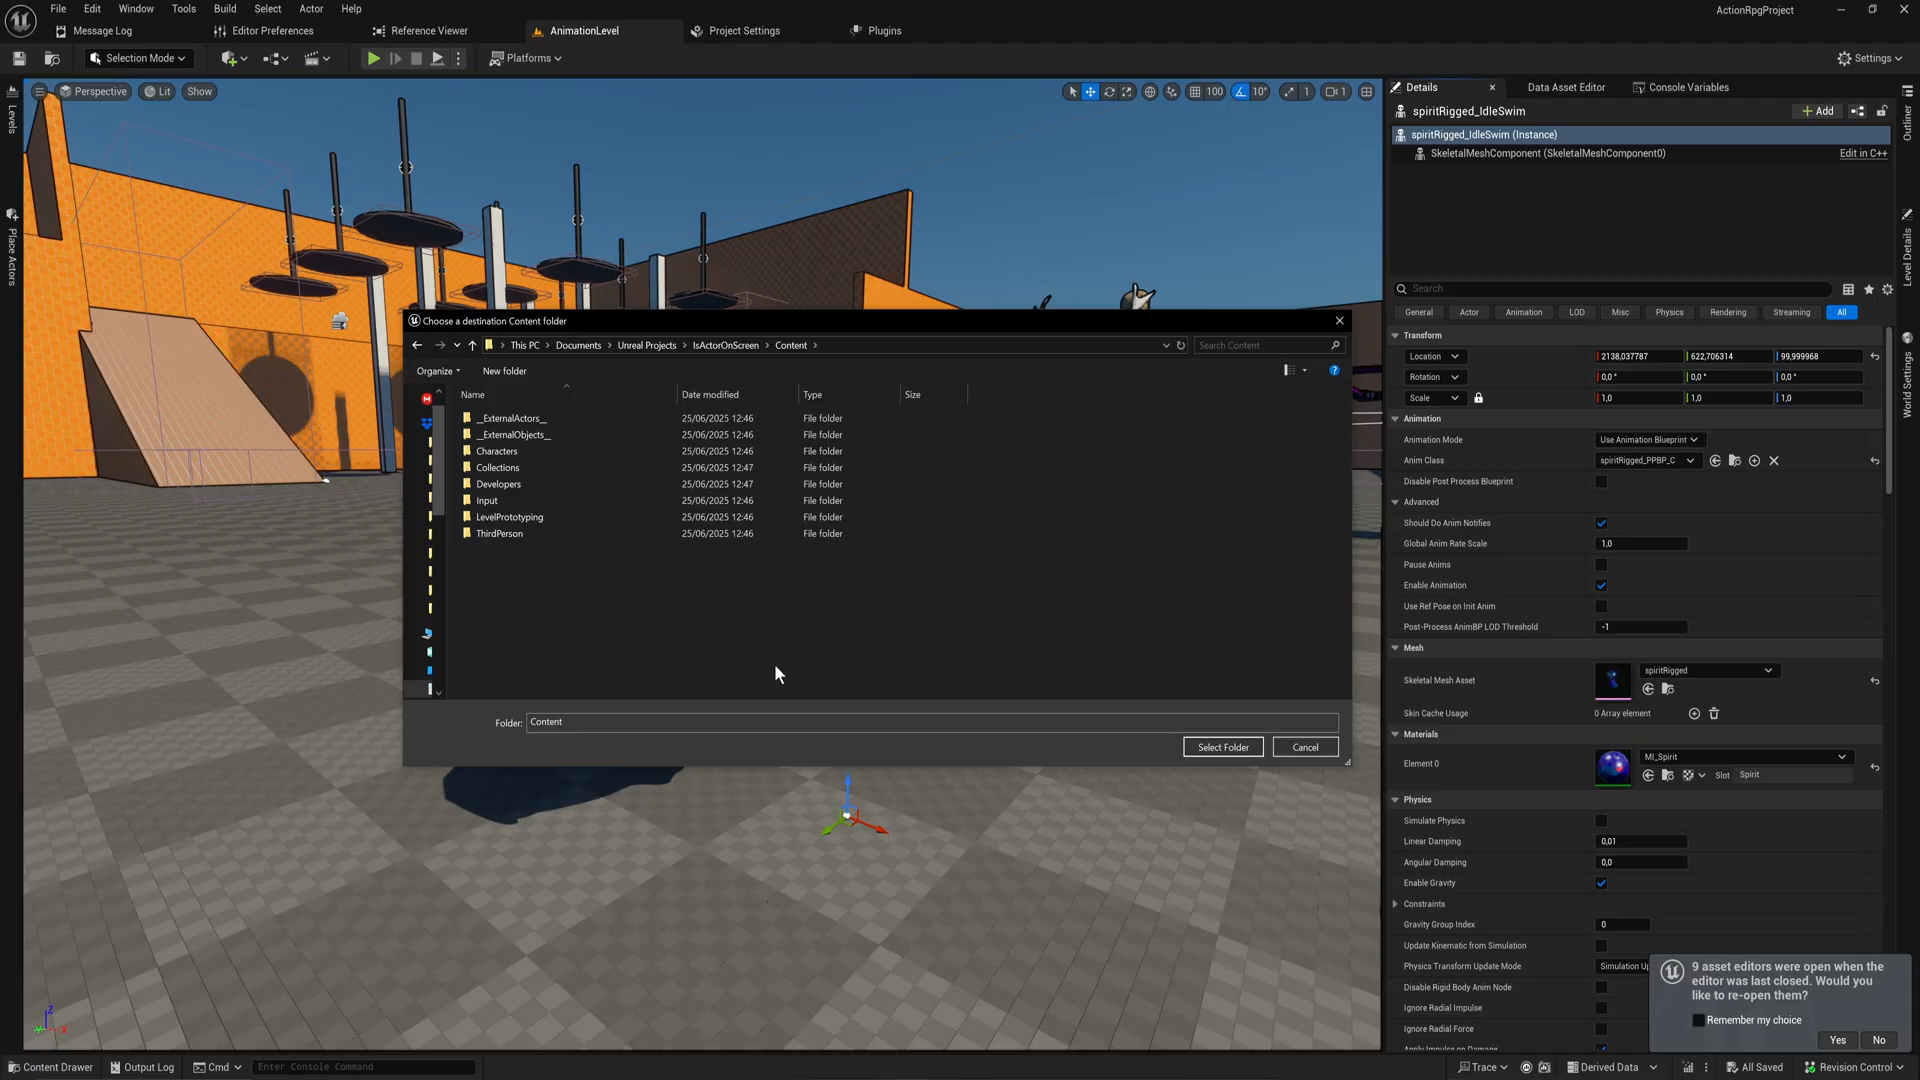 File Edit Window Tools Build Select Actor Help
ActionRpgProject
Message Log
Editor Preferences
Reference Viewer
AnimationLevel
Project Settings
Plugins
Selection Mode
Platforms
Settings
Levels
Place Actors
Perspective
Lit
Show
100
10°
1
1
Details
Data Asset Editor
Console Variables
Outliner
Level Details
World Settings
spiritRigged_IdleSwim
Add
spiritRigged_IdleSwim (Instance)
SkeletalMeshComponent (SkeletalMeshComponent0)
Edit in C++
Search
General Actor Animation LOD Misc Physics Rendering Streaming All
Transform
Location 2138,037787 622,706314 99,999968
Rotation 0,0 ° 0,0 ° 0,0 °
Scale 1,0 1,0 1,0
Animation
Animation Mode Use Animation Blueprint
Anim Class spiritRigged_PPBP_C
Disable Post Process Blueprint
Advanced
Should Do Anim Notifies
Global Anim Rate Scale 1,0
Pause Anims
Enable Animation
Use Ref Pose on Init Anim
Post-Process AnimBP LOD Threshold -1
Mesh
Skeletal Mesh Asset spiritRigged
Skin Cache Usage 0 Array element
Materials
Element 0 MI_Spirit
Slot Spirit
Physics
Simulate Physics
Linear Damping 0,01
Angular Damping 0,0
Enable Gravity
Constraints
Gravity Group Index 0
Update Kinematic from Simulation
Physics Transform Update Mode Simulation Up
Disable Rigid Body Anim Node
Ignore Radial Impulse
Ignore Radial Force
Apply Impulse on Damage
Choose a destination Content folder
This PC Documents Unreal Projects IsActorOnScreen Content
Search Content
Organize New folder
Name Date modified Type Size
__ExternalActors__ 25/06/2025 12:46 File folder
__ExternalObjects__ 25/06/2025 12:46 File folder
Characters 25/06/2025 12:46 File folder
Collections 25/06/2025 12:47 File folder
Developers 25/06/2025 12:47 File folder
Input 25/06/2025 12:46 File folder
LevelPrototyping 25/06/2025 12:46 File folder
ThirdPerson 25/06/2025 12:46 File folder
Folder: Content
Select Folder Cancel
9 asset editors were open when the
editor was last closed. Would you
like to re-open them?
Remember my choice
Yes No
Z
Y
X
Content Drawer Output Log Cmd Enter Console Command
Trace Derived Data All Saved Revision Control